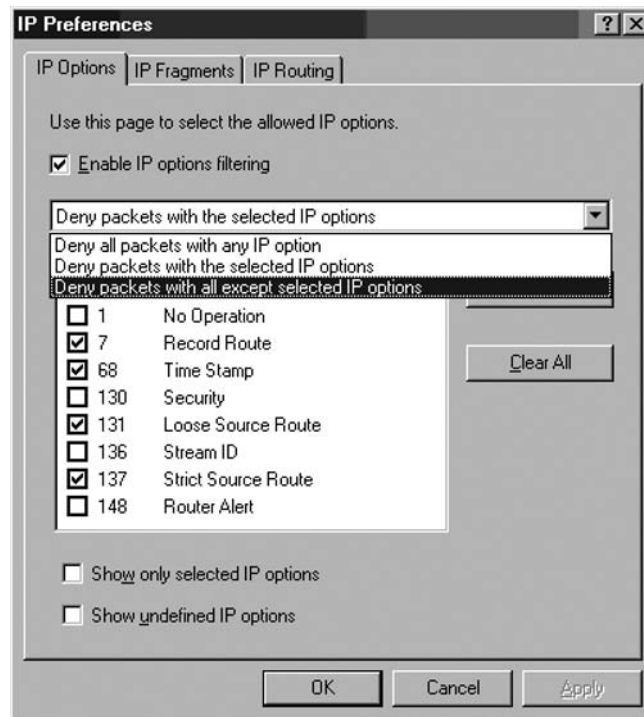 IP Preferences
? X
IP Options IP Fragments IP Routing
Use this page to select the allowed IP options.
Enable IP options filtering
Deny packets with the selected IP options
Deny all packets with any IP option
Deny packets with the selected IP options
Deny packets with all except selected IP options
1 No Operation
7 Record Route
68 Time Stamp
Clear All
130 Security
131 Loose Source Route
136 Stream ID
137 Strict Source Route
148 Router Alert
Show only selected IP options
Show undefined IP options
OK Cancel Apply